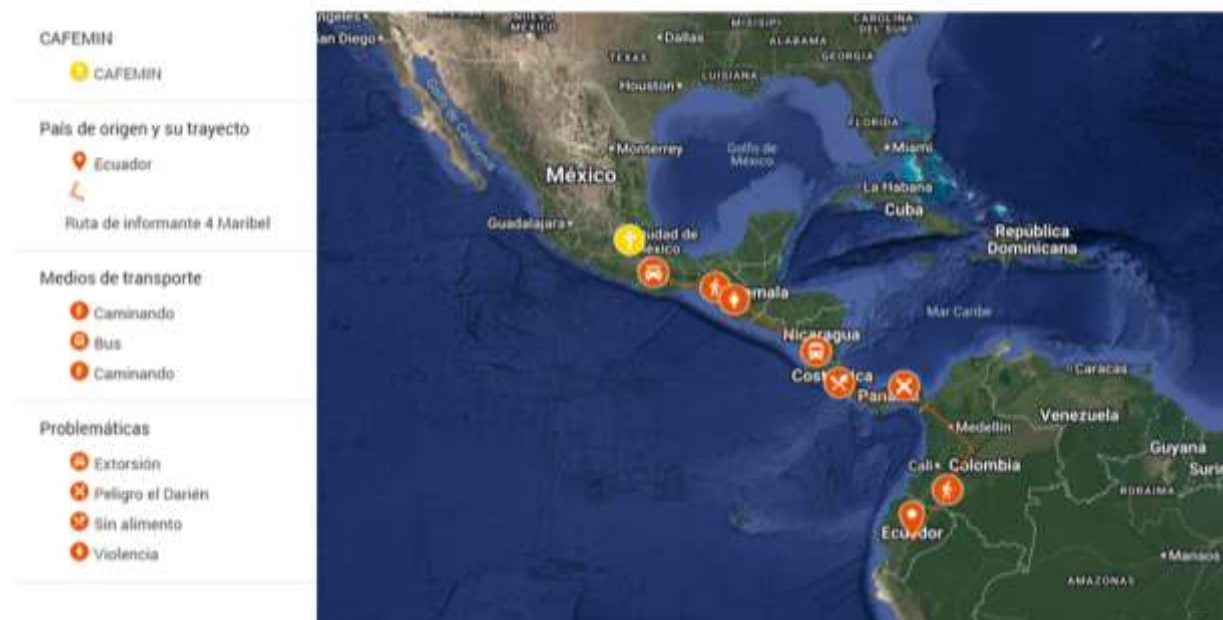 CAFEMIN
CAFEMIN
País de origen y su trayecto
Ecuador
Ruta de informante 4 Maribel
Medios de transporte
Caminando
Bus
Caminando
Problemáticas
Extorsión
Peligro el Darién
Sin alimento
Violencia
San Diego
Dallas
MISISIPI
ALABAMA
CAROLINA
DEL SUR
TEXAS
GEORGIA
Houston
LUISIANA
Golfo de California
FLORIDA
Monterrey
Golfo de
México
Miami
México
La Habana
Cuba
Guadalajara
República
Dominicana
Nicaragua
Mar Caribe
Caracas
Medellín
Venezuela
Guyana
Cali
Colombia
RORAIMA
Ecuador
Manaos
AMAZONAS